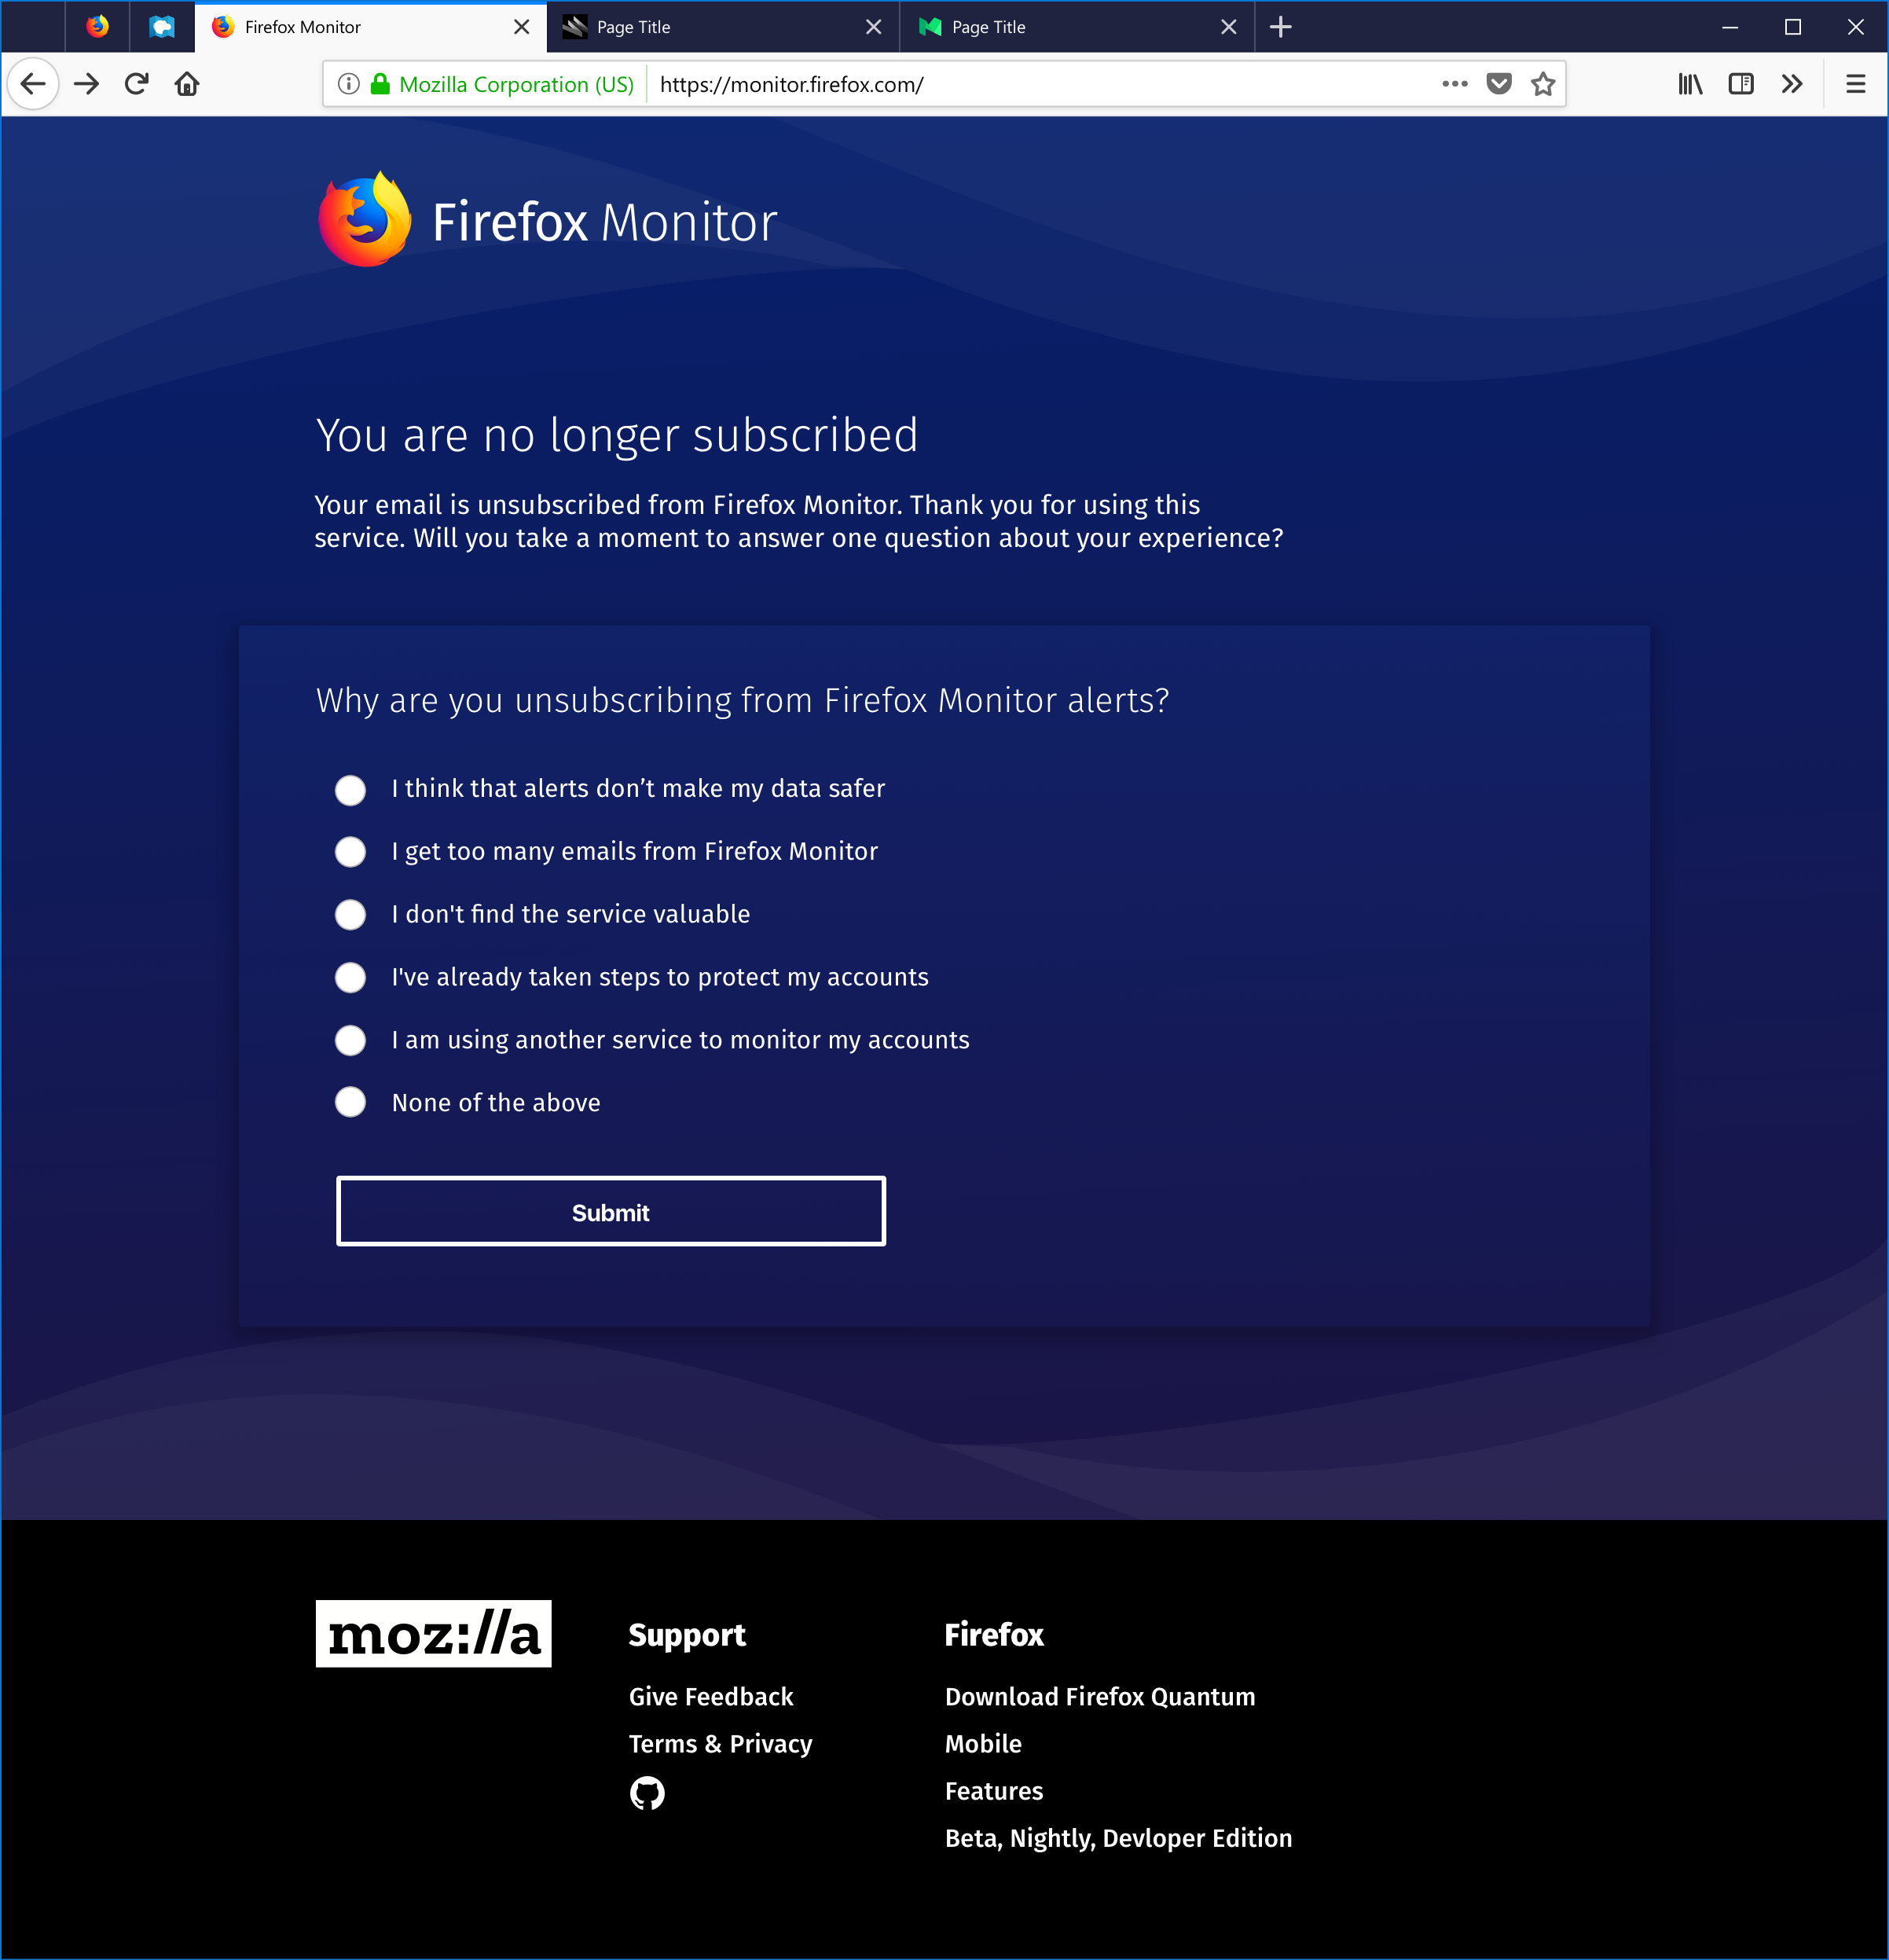 Firefox Monitor
Page Title
Page Title
Mozilla Corporation (US)
https://monitor.firefox.com/
Firefox Monitor
You are no longer subscribed
Your email is unsubscribed from Firefox Monitor. Thank you for using this
service. Will you take a moment to answer one question about your experience?
Why are you unsubscribing from Firefox Monitor alerts?
I think that alerts don’t make my data safer
I get too many emails from Firefox Monitor
I don't find the service valuable
I've already taken steps to protect my accounts
I am using another service to monitor my accounts
None of the above
Submit
moz://a
Support
Give Feedback
Terms & Privacy
Firefox
Download Firefox Quantum
Mobile
Features
Beta, Nightly, Devloper Edition